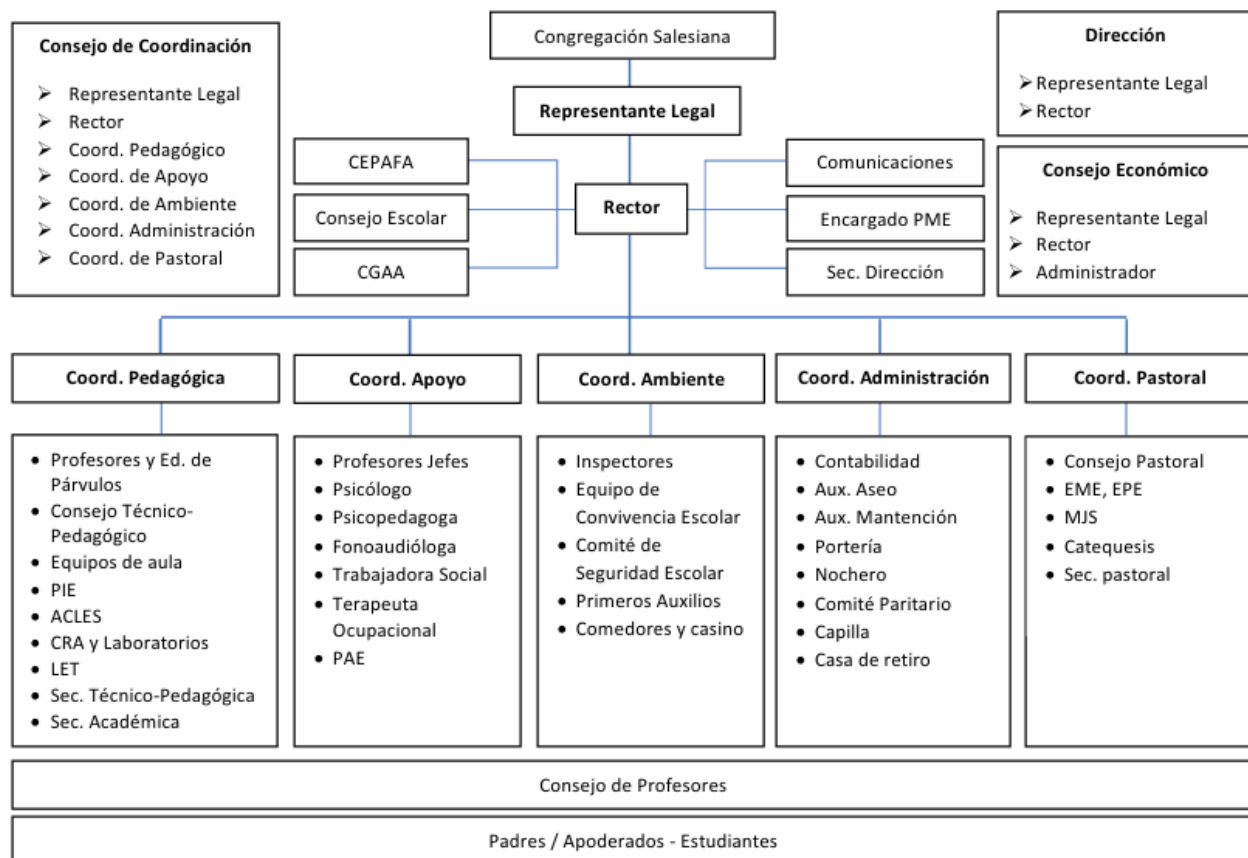 Consejo de Coordinación
➢ Representante Legal
➢ Rector
➢ Coord. Pedagógico
➢ Coord. de Apoyo
➢ Coord. de Ambiente
➢ Coord. Administración
➢ Coord. de Pastoral
Congregación Salesiana
Representante Legal
CEPAFA
Consejo Escolar
CGAA
Rector
Comunicaciones
Encargado PME
Sec. Dirección
Dirección
➢ Representante Legal
➢ Rector
Consejo Económico
➢ Representante Legal
➢ Rector
➢ Administrador
Coord. Pedagógica
• Profesores y Ed. de
Párvulos
• Consejo Técnico-
Pedagógico
• Equipos de aula
• PIE
• ACLES
• CRA y Laboratorios
• LET
• Sec. Técnico-Pedagógica
• Sec. Académica
Coord. Apoyo
• Profesores Jefes
• Psicólogo
• Psicopedagoga
• Fonoaudióloga
• Trabajadora Social
• Terapeuta
Ocupacional
• PAE
Coord. Ambiente
• Inspectores
• Equipo de
Convivencia Escolar
• Comité de
Seguridad Escolar
• Primeros Auxilios
• Comedores y casino
Coord. Administración
• Contabilidad
• Aux. Aseo
• Aux. Mantención
• Portería
• Nochero
• Comité Paritario
• Capilla
• Casa de retiro
Coord. Pastoral
• Consejo Pastoral
• EME, EPE
• MJS
• Catequesis
• Sec. pastoral
Consejo de Profesores
Padres / Apoderados - Estudiantes